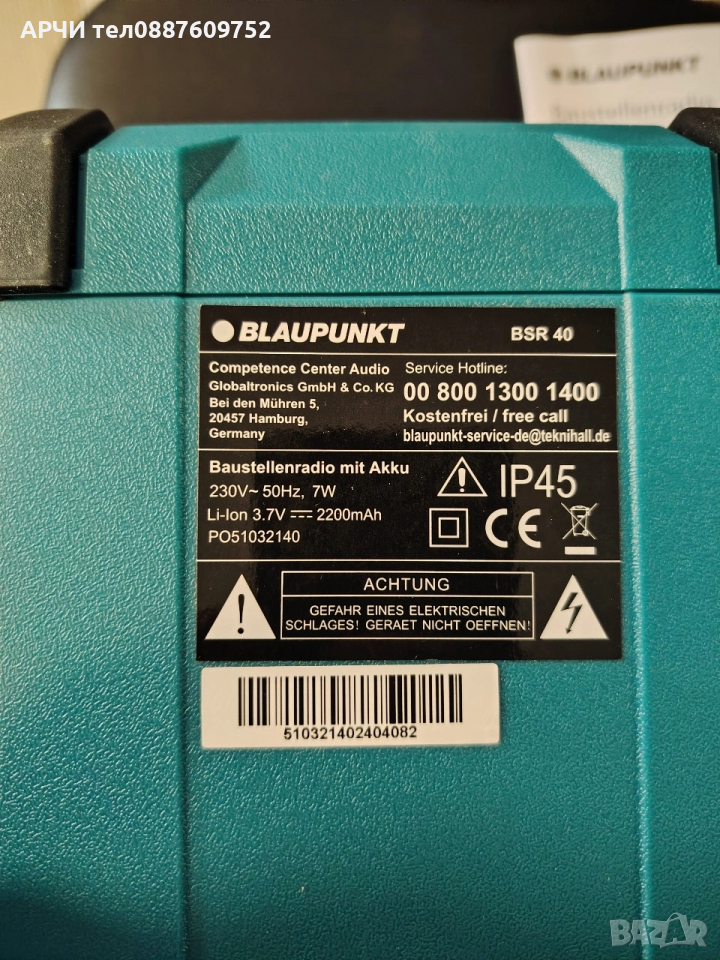 АРЧИ тел0887609752
BLAUPUNKT
Baustellenradio
BLAUPUNKT BSR 40
Competence Center Audio
Globaltronics GmbH & Co. KG
Bei den Mühren 5,
20457 Hamburg,
Germany
Service Hotline:
00 800 1300 1400
Kostenfrei / free call
blaupunkt-service-de@teknihall.de
Baustellenradio mit Akku
230V~ 50Hz, 7W
Li-Ion 3.7V ⎓ 2200mAh
PO51032140
IP45
CE
ACHTUNG
GEFAHR EINES ELEKTRISCHEN
SCHLAGES! GERAET NICHT OEFFNEN!
510321402404082
BAZAR